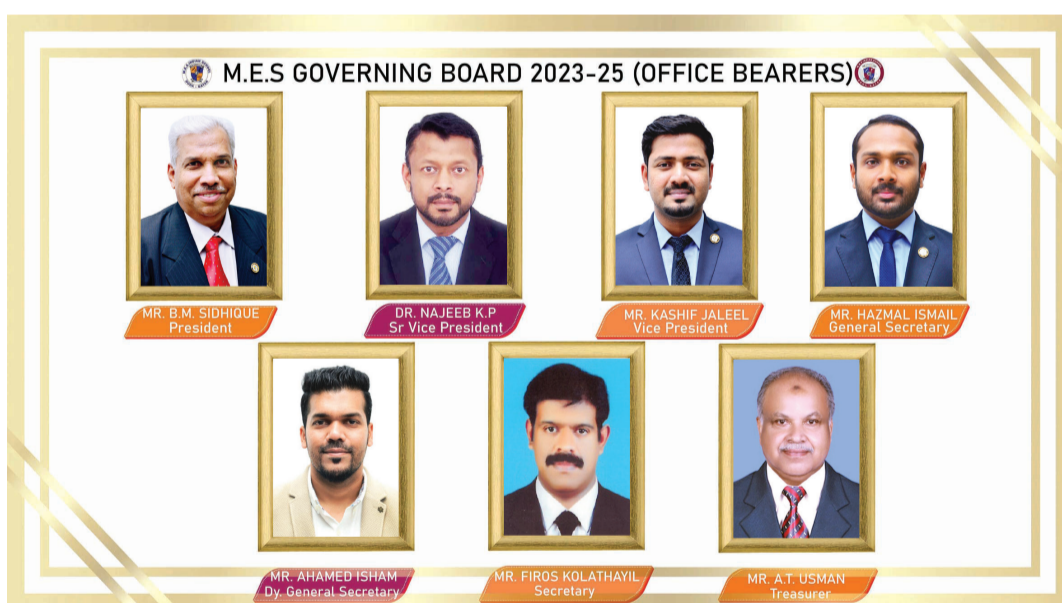 M.E.S GOVERNING BOARD 2023-25 (OFFICE BEARERS)
MR. B.M. SIDHIQUE
President
DR. NAJEEB K.P
Sr Vice President
MR. KASHIF JALEEL
Vice President
MR. HAZMAL ISMAIL
General Secretary
MR. AHAMED ISHAM
Dy. General Secretary
MR. FIROS KOLATHAYIL
Secretary
MR. A.T. USMAN
Treasurer